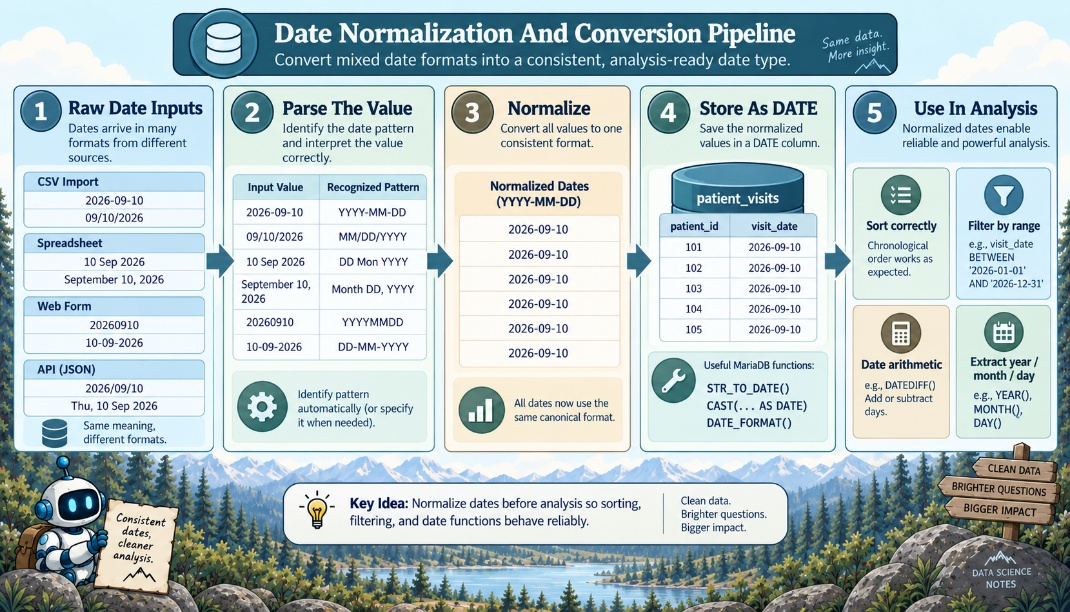 Date Normalization And Conversion Pipeline
Convert mixed date formats into a consistent, analysis-ready date type.
Same data.
More insight.
1 Raw Date Inputs
Dates arrive in many
formats from different
sources.
CSV Import
2026-09-10
09/10/2026
Spreadsheet
10 Sep 2026
September 10, 2026
Web Form
20260910
10-09-2026
API (JSON)
2026/09/10
Thu, 10 Sep 2026
Same meaning,
different formats.
2 Parse The Value
Identify the date pattern
and interpret the value
correctly.
Input Value Recognized Pattern
2026-09-10 YYYY-MM-DD
09/10/2026 MM/DD/YYYY
10 Sep 2026 DD Mon YYYY
September 10,
2026 Month DD, YYYY
20260910 YYYYMMDD
10-09-2026 DD-MM-YYYY
Identify pattern
automatically (or specify
it when needed).
3 Normalize
Convert all values to one
consistent format.
Normalized Dates
(YYYY-MM-DD)
2026-09-10
2026-09-10
2026-09-10
2026-09-10
2026-09-10
2026-09-10
All dates now use the
same canonical format.
4 Store As DATE
Save the normalized
values in a DATE column.
patient_visits
patient_id visit_date
101 2026-09-10
102 2026-09-10
103 2026-09-10
104 2026-09-10
105 2026-09-10
Useful MariaDB functions:
STR_TO_DATE()
CAST(... AS DATE)
DATE_FORMAT()
5 Use In Analysis
Normalized dates enable
reliable and powerful analysis.
Sort correctly
Chronological
order works as
expected.
Filter by range
e.g., visit_date
BETWEEN
'2026-01-01'
AND '2026-12-31'
Date arithmetic
e.g., DATEDIFF()
Add or subtract
days.
Extract year /
month / day
e.g., YEAR(),
MONTH(),
DAY()
Key Idea: Normalize dates before analysis so sorting,
filtering, and date functions behave reliably.
Clean data.
Brighter questions.
Bigger impact.
Consistent
dates,
cleaner
analysis.
CLEAN DATA
BRIGHTER QUESTIONS
BIGGER IMPACT
DATA SCIENCE
NOTES